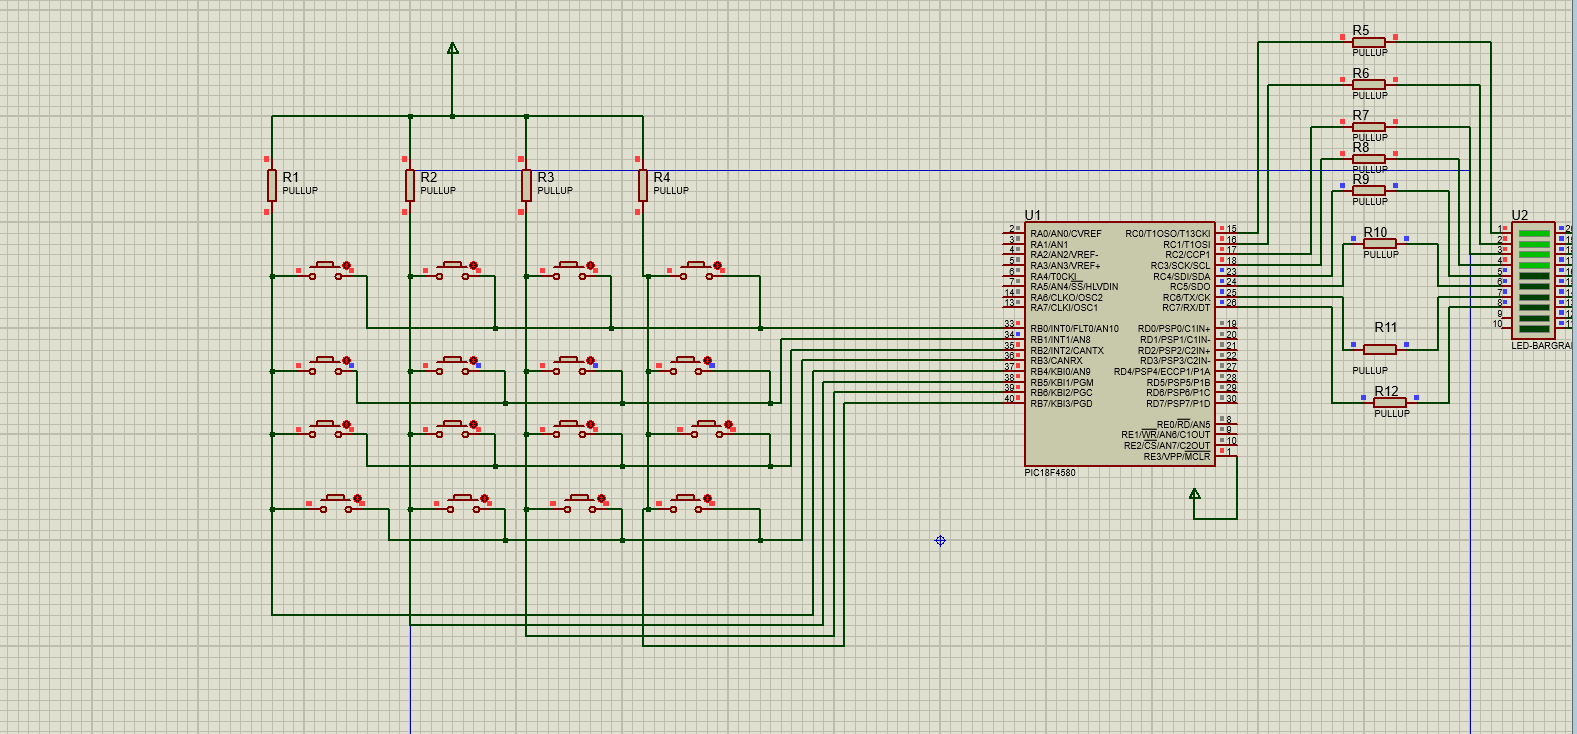 R5
PULLUP
R6
PULLUP
R7
PULLUP
R8
PULLUP
R9
PULLUP
R1
PULLUP
R2
PULLUP
R3
PULLUP
R4
PULLUP
R10
PULLUP
R11
PULLUP
R12
PULLUP
U1
2 RA0/AN0/CVREF RC0/T1OSO/T13CKI 15
3 RA1/AN1 RC1/T1OSI 16
4 RA2/AN2/VREF- RC2/CCP1 17
5 RA3/AN3/VREF+ RC3/SCK/SCL 18
6 RA4/T0CKI RC4/SDI/SDA 23
7 RA5/AN4/SS/HLVDIN RC5/SDO 24
14 RA6/CLKO/OSC2 RC6/TX/CK 25
13 RA7/CLKI/OSC1 RC7/RX/DT 26
33 RB0/INT0/FLT0/AN10 RD0/PSP0/C1IN+ 19
34 RB1/INT1/AN8 RD1/PSP1/C1IN- 20
35 RB2/INT2/CANTX RD2/PSP2/C2IN+ 21
36 RB3/CANRX RD3/PSP3/C2IN- 22
37 RB4/KBI0/AN9 RD4/PSP4/ECCP1/P1A 27
38 RB5/KBI1/PGM RD5/PSP5/P1B 28
39 RB6/KBI2/PGC RD6/PSP6/P1C 29
40 RB7/KBI3/PGD RD7/PSP7/P1D 30
RE0/RD/AN5 8
RE1/WR/AN6/C1OUT 9
RE2/CS/AN7/C2OUT 10
RE3/VPP/MCLR 1
PIC18F4580
U2
1
2
3
4
5
6
7
8
9
10
LED-BARGRA